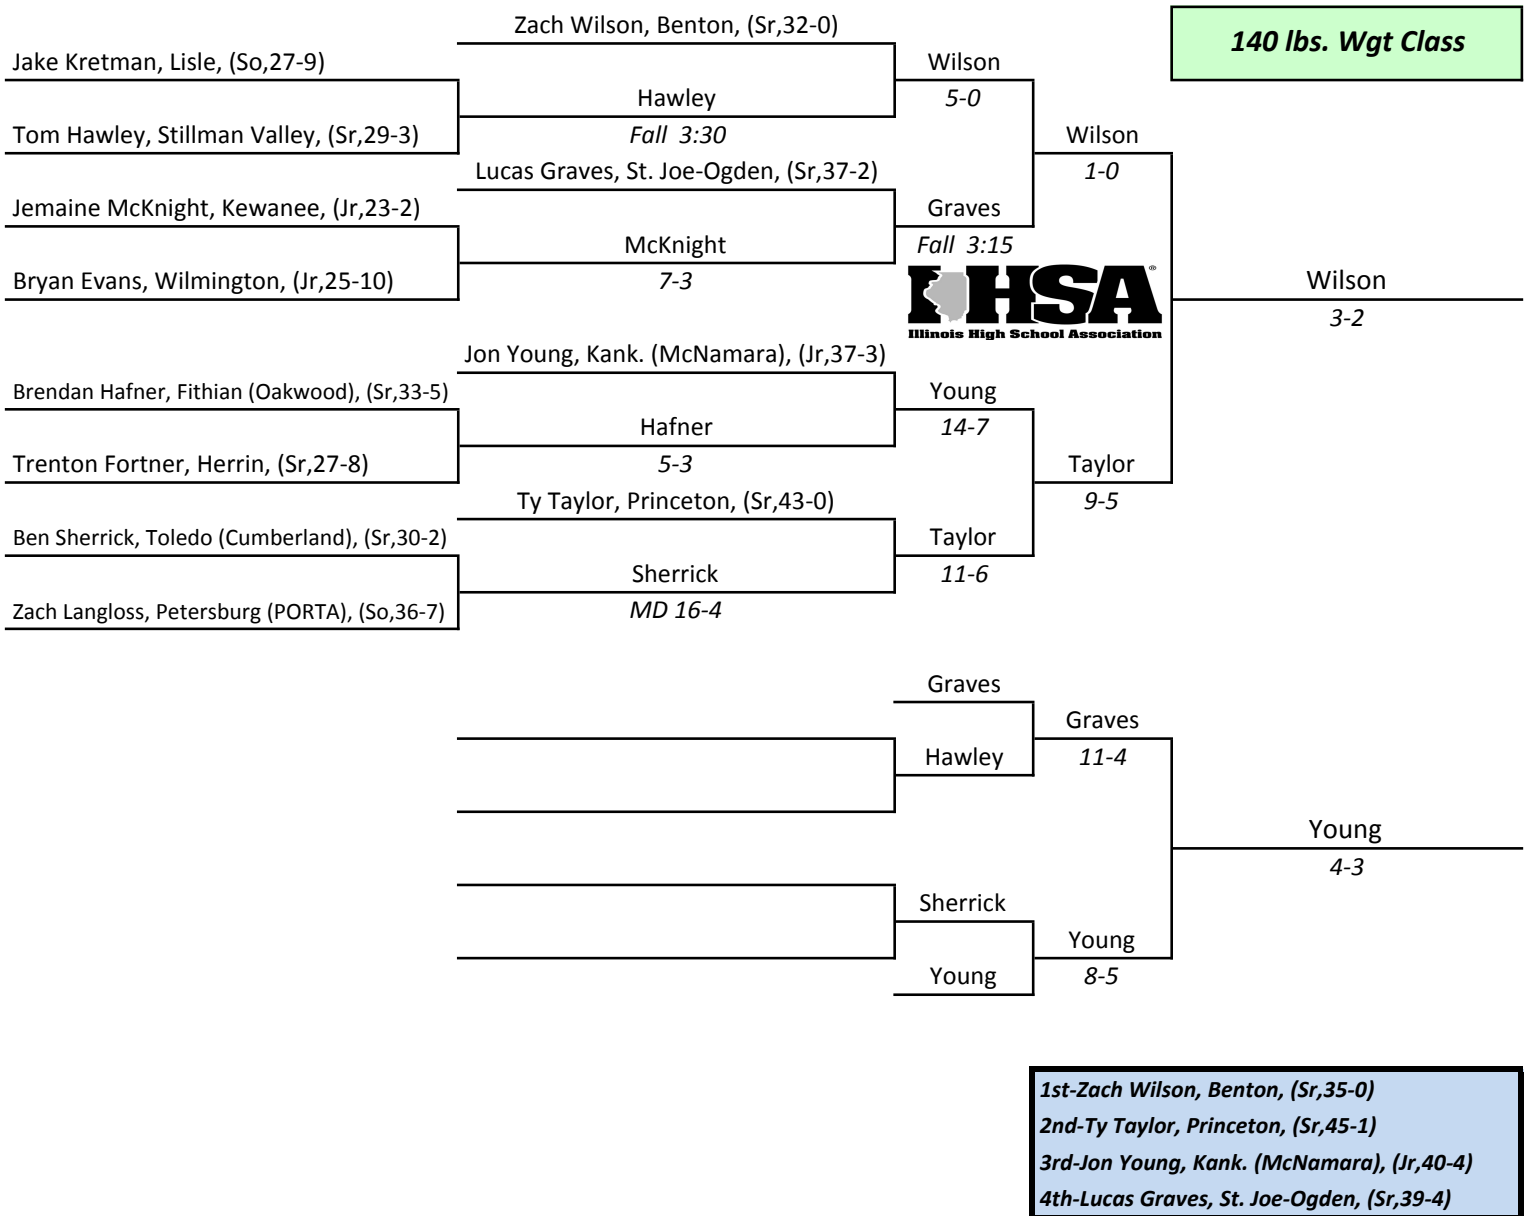 Zach Wilson, Benton, (Sr,32-0)
140 lbs. Wgt Class
Jake Kretman, Lisle, (So,27-9)
Wilson
Hawley
5-0
Tom Hawley, Stillman Valley, (Sr,29-3)
Fall 3:30
Wilson
Lucas Graves, St. Joe-Ogden, (Sr,37-2)
1-0
Jemaine McKnight, Kewanee, (Jr,23-2)
Graves
McKnight
Fall 3:15
Bryan Evans, Wilmington, (Jr,25-10)
7-3
IHSA®
Illinois High School Association
Wilson
3-2
Jon Young, Kank. (McNamara), (Jr,37-3)
Brendan Hafner, Fithian (Oakwood), (Sr,33-5)
Young
Hafner
14-7
Trenton Fortner, Herrin, (Sr,27-8)
5-3
Taylor
Ty Taylor, Princeton, (Sr,43-0)
9-5
Ben Sherrick, Toledo (Cumberland), (Sr,30-2)
Taylor
Sherrick
11-6
Zach Langloss, Petersburg (PORTA), (So,36-7)
MD 16-4
Graves
Graves
Hawley
11-4
Young
4-3
Sherrick
Young
Young
8-5
1st-Zach Wilson, Benton, (Sr,35-0)
2nd-Ty Taylor, Princeton, (Sr,45-1)
3rd-Jon Young, Kank. (McNamara), (Jr,40-4)
4th-Lucas Graves, St. Joe-Ogden, (Sr,39-4)